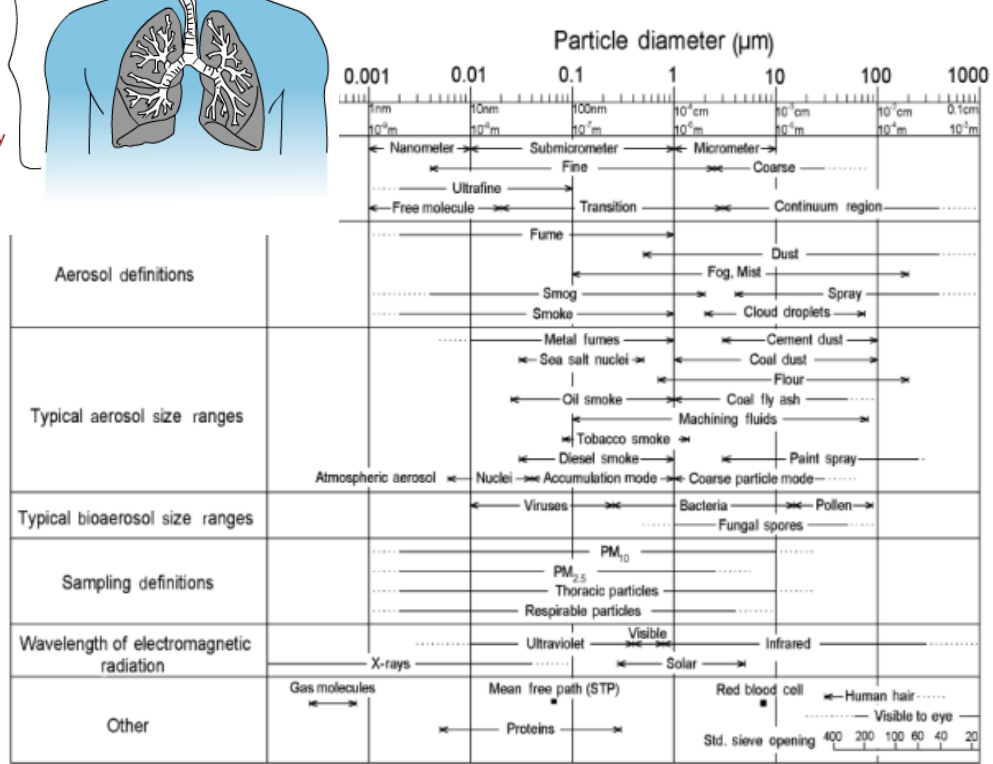 Particle diameter (μm)
0.001 0.01 0.1 1 10 100 1000
1nm 10nm 100nm 10⁻⁴cm 10⁻³cm 10⁻²cm 0.1cm
10⁻⁹m 10⁻⁸m 10⁻⁷m 10⁻⁶m 10⁻⁵m 10⁻⁴m 10⁻³m
Nanometer Submicrometer Micrometer
Fine Coarse
Ultrafine
Free molecule Transition Continuum region
Aerosol definitions
Fume
Dust
Fog, Mist
Smog Spray
Smoke Cloud droplets
Typical aerosol size ranges
Metal fumes Cement dust
Sea salt nuclei Coal dust
Flour
Oil smoke Coal fly ash
Machining fluids
Tobacco smoke
Diesel smoke Paint spray
Atmospheric aerosol Nuclei Accumulation mode Coarse particle mode
Typical bioaerosol size ranges
Viruses Bacteria Pollen
Fungal spores
Sampling definitions
PM₁₀
PM₂.₅
Thoracic particles
Respirable particles
Wavelength of electromagnetic
radiation
Visible
Ultraviolet Infrared
X-rays Solar
Other
Gas molecules Mean free path (STP) Red blood cell
Human hair
Visible to eye
Proteins
Std. sieve opening 400 200 100 60 40 20